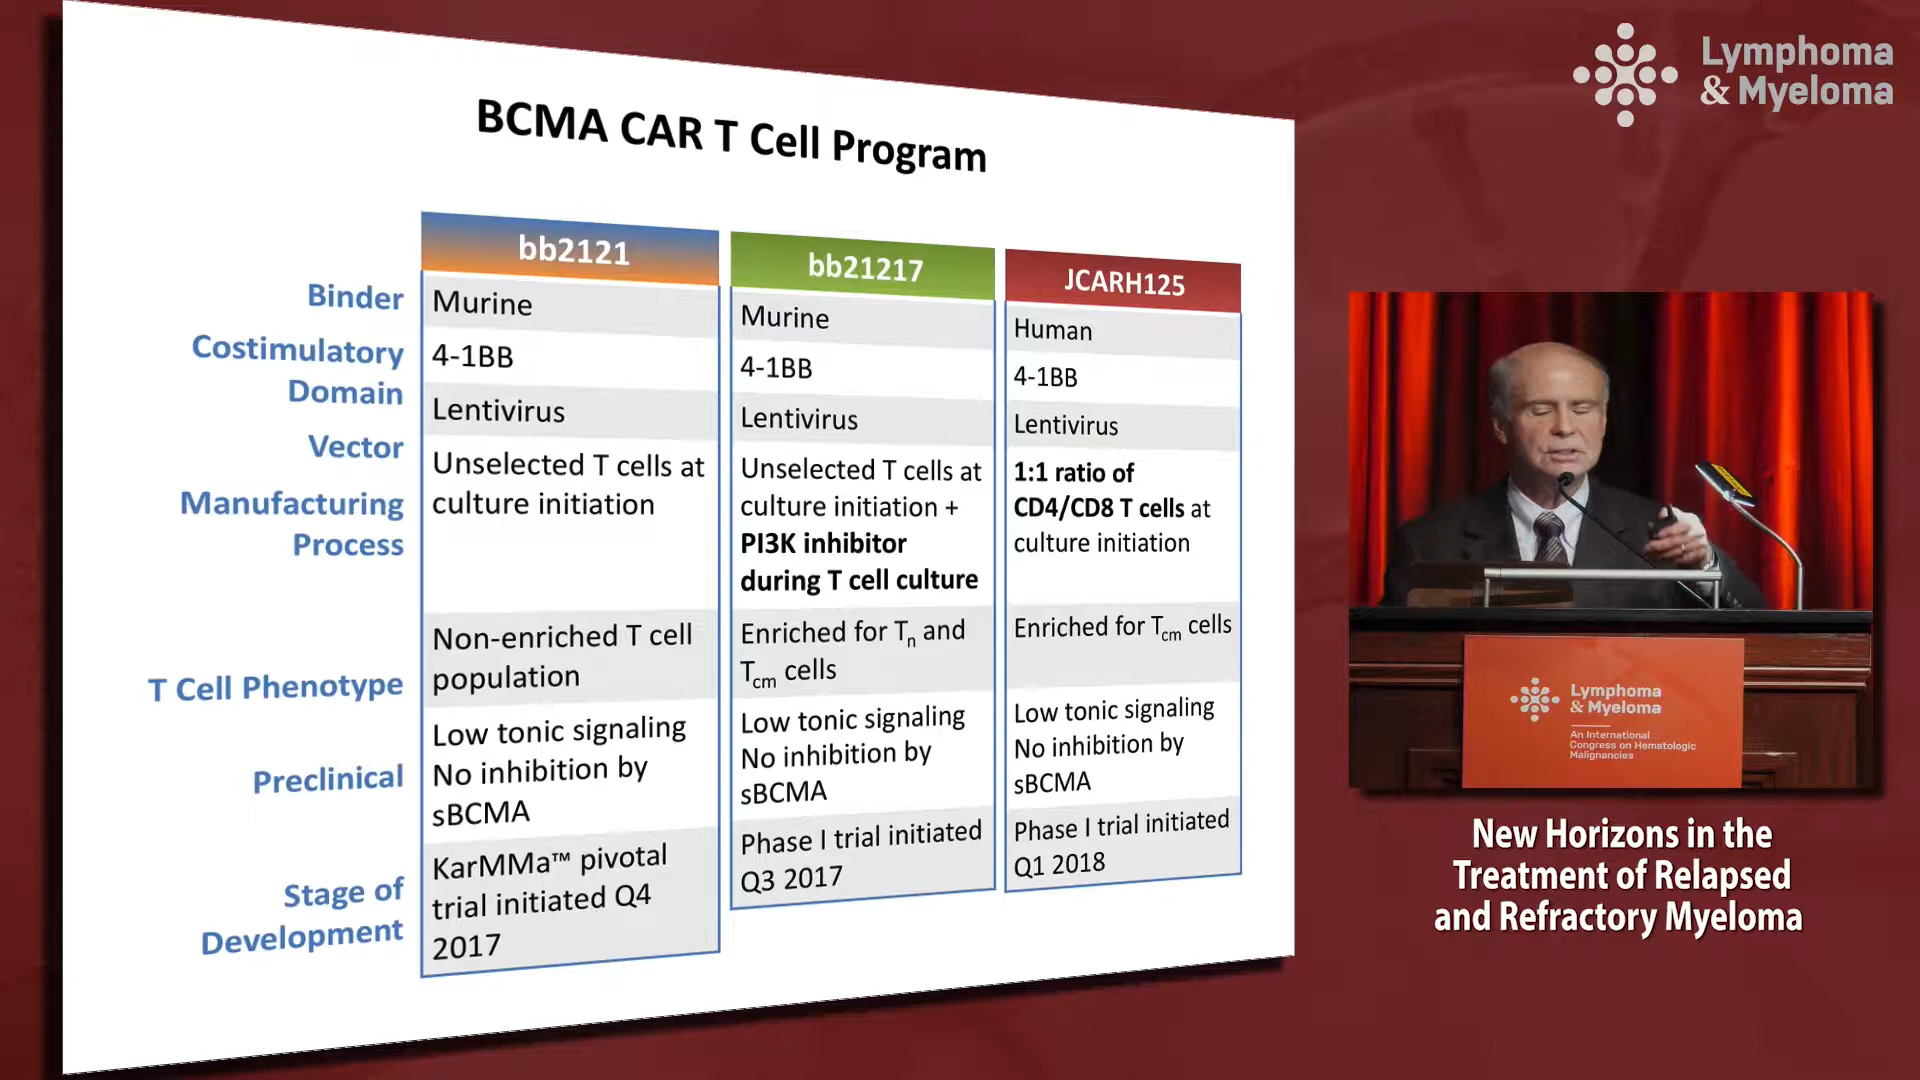 BCMA CAR T Cell Program
bb2121
bb21217
JCARH125
Binder
Murine
Murine
Human
Costimulatory
Domain
4-1BB
4-1BB
4-1BB
Vector
Lentivirus
Lentivirus
Lentivirus
Manufacturing
Process
Unselected T cells at
culture initiation
Unselected T cells at
culture initiation +
PI3K inhibitor
during T cell culture
1:1 ratio of
CD4/CD8 T cells at
culture initiation
T Cell Phenotype
Non-enriched T cell
population
Enriched for Tn and
Tcm cells
Enriched for Tcm cells
Preclinical
Low tonic signaling
No inhibition by
sBCMA
Low tonic signaling
No inhibition by
sBCMA
Low tonic signaling
No inhibition by
sBCMA
Stage of
Development
KarMMa™ pivotal
trial initiated Q4
2017
Phase I trial initiated
Q3 2017
Phase I trial initiated
Q1 2018
Lymphoma
& Myeloma
Lymphoma
& Myeloma
An International
Congress on Hematologic
Malignancies
New Horizons in the
Treatment of Relapsed
and Refractory Myeloma